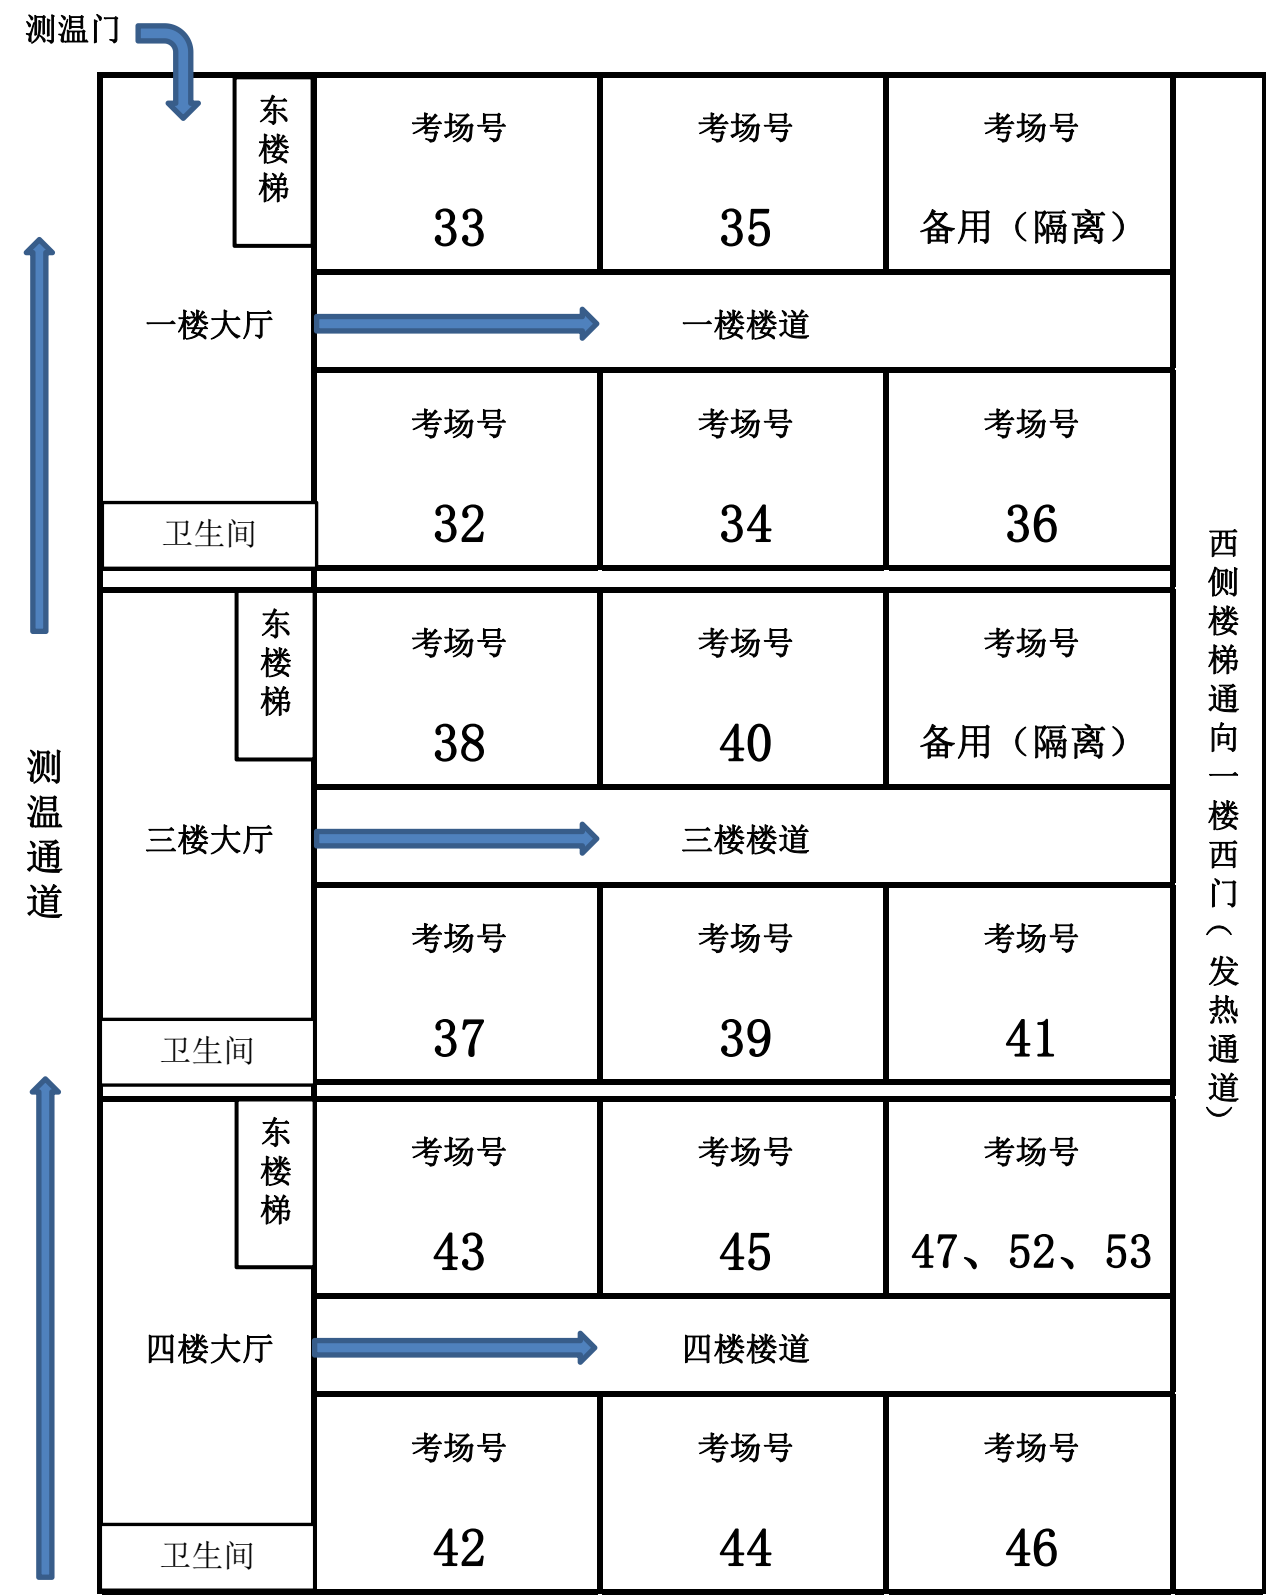 测温门
东楼梯
考场号
33
考场号
35
考场号
备用（隔离）
一楼大厅
一楼楼道
考场号
32
考场号
34
考场号
36
卫生间
东楼梯
考场号
38
考场号
40
考场号
备用（隔离）
三楼大厅
三楼楼道
考场号
37
考场号
39
考场号
41
卫生间
东楼梯
考场号
43
考场号
45
考场号
47、52、53
四楼大厅
四楼楼道
考场号
42
考场号
44
考场号
46
卫生间
测温通道
西侧楼梯通向一楼西门（发热通道）